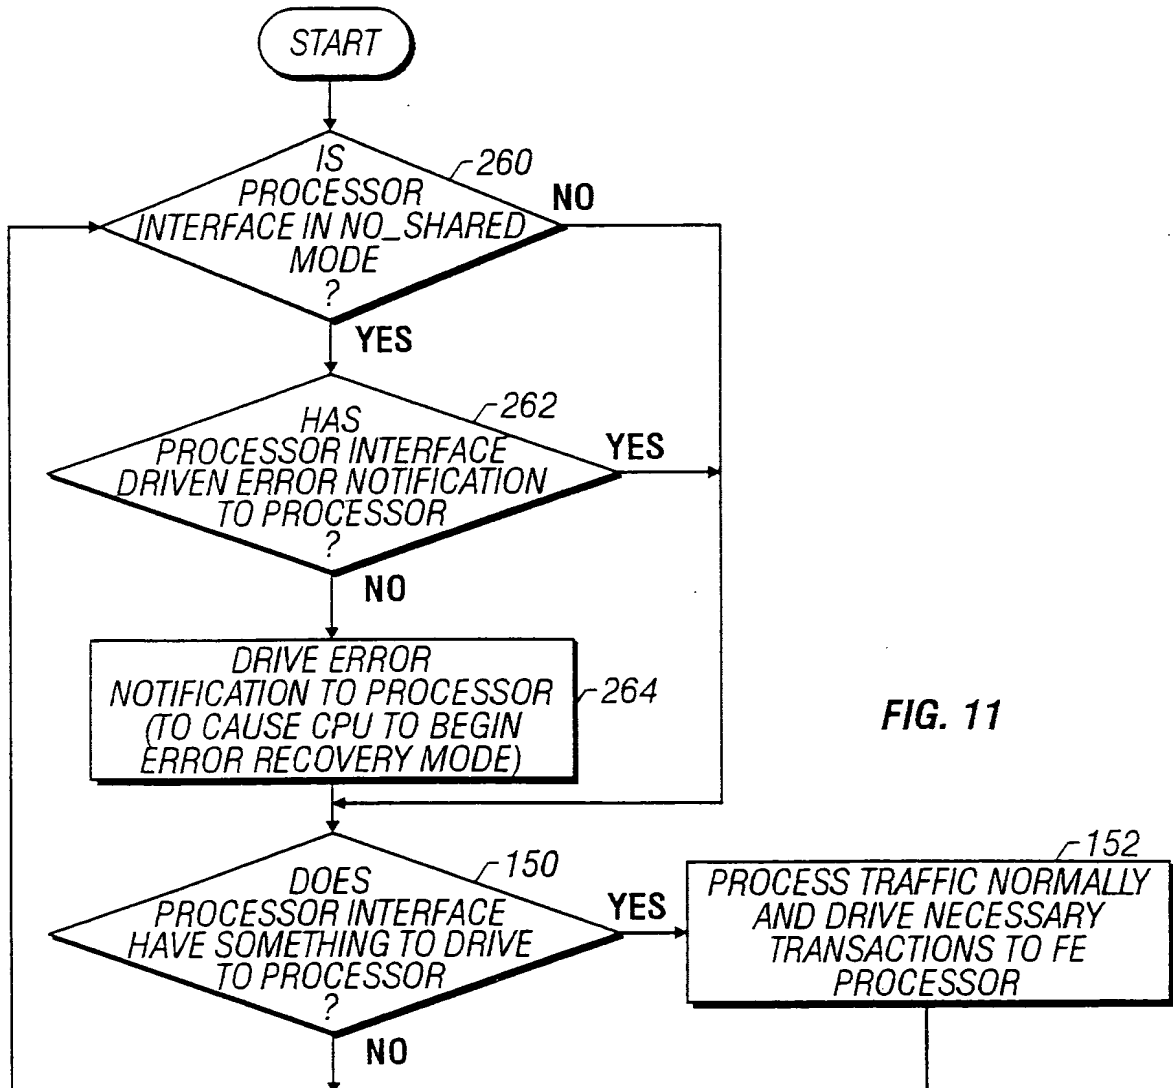 START
IS
PROCESSOR
INTERFACE IN NO_SHARED
MODE
?
260
NO
YES
HAS
PROCESSOR INTERFACE
DRIVEN ERROR NOTIFICATION
TO PROCESSOR
?
262
YES
NO
DRIVE ERROR
NOTIFICATION TO PROCESSOR
(TO CAUSE CPU TO BEGIN
ERROR RECOVERY MODE)
264
FIG. 11
DOES
PROCESSOR INTERFACE
HAVE SOMETHING TO DRIVE
TO PROCESSOR
?
150
YES
NO
152
PROCESS TRAFFIC NORMALLY
AND DRIVE NECESSARY
TRANSACTIONS TO FE
PROCESSOR